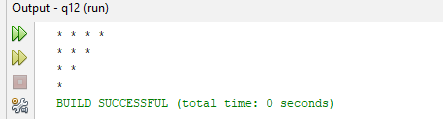 Output - q12 (run)
* * * *
* * *
* *
*
BUILD SUCCESSFUL (total time: 0 seconds)